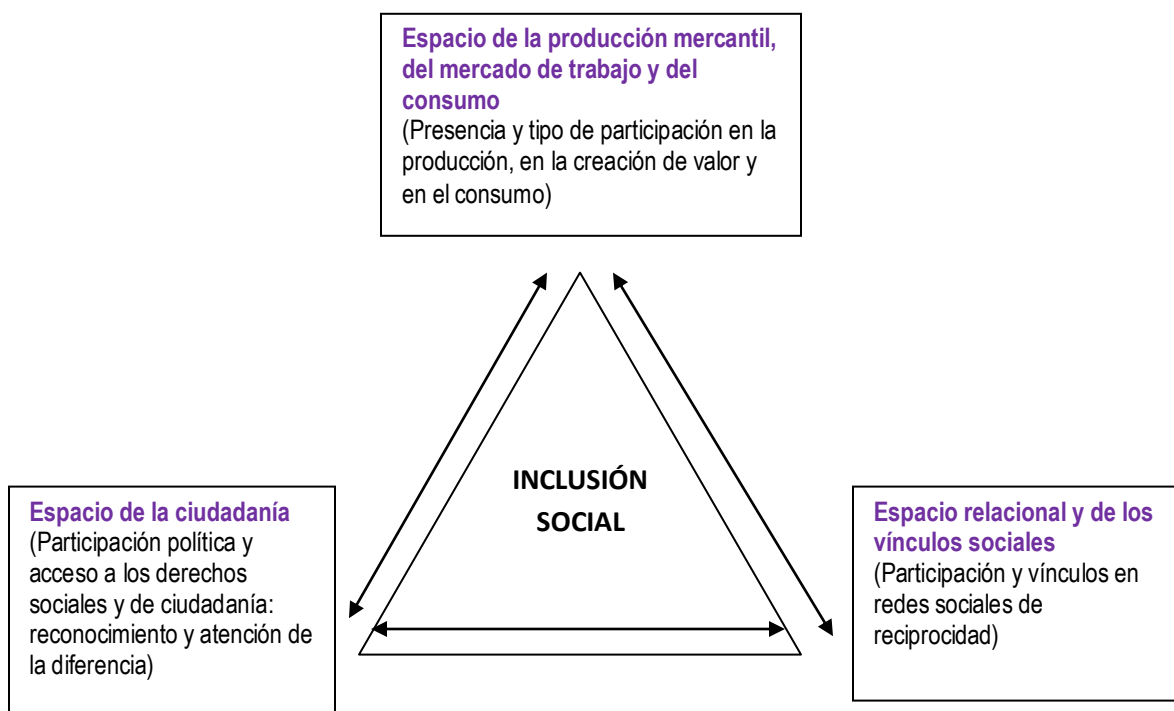 Espacio de la producción mercantil,
del mercado de trabajo y del
consumo
(Presencia y tipo de participación en la
producción, en la creación de valor y
en el consumo)
INCLUSIÓN
SOCIAL
Espacio de la ciudadanía
(Participación política y
acceso a los derechos
sociales y de ciudadanía:
reconocimiento y atención de
la diferencia)
Espacio relacional y de los
vínculos sociales
(Participación y vínculos en
redes sociales de
reciprocidad)